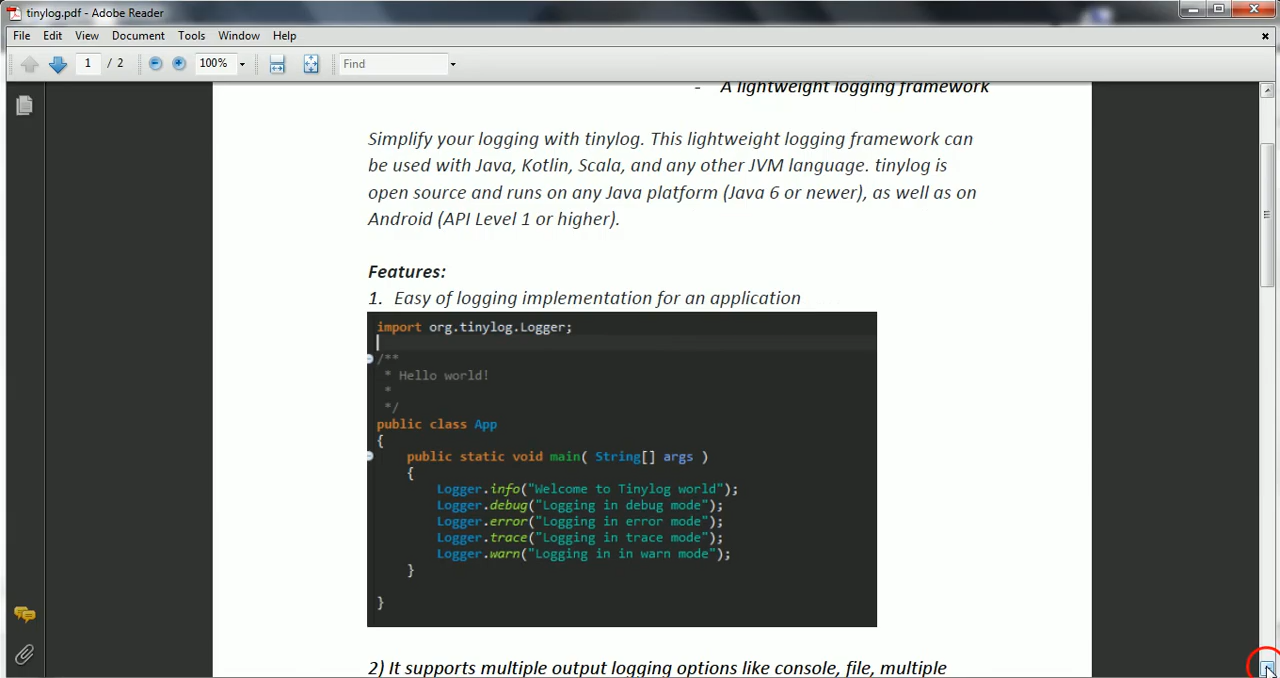 tinylog.pdf - Adobe Reader
File Edit View Document Tools Window Help
1 / 2 100% Find
- A lightweight logging framework
Simplify your logging with tinylog. This lightweight logging framework can
be used with Java, Kotlin, Scala, and any other JVM language. tinylog is
open source and runs on any Java platform (Java 6 or newer), as well as on
Android (API Level 1 or higher).
Features:
1. Easy of logging implementation for an application
import org.tinylog.Logger;
/**
* Hello world!
*
*/
public class App
{
public static void main( String[] args )
{
Logger.info("Welcome to Tinylog world");
Logger.debug("Logging in debug mode");
Logger.error("Logging in error mode");
Logger.trace("Logging in trace mode");
Logger.warn("Logging in in warn mode");
}
}
2) It supports multiple output logging options like console, file, multiple